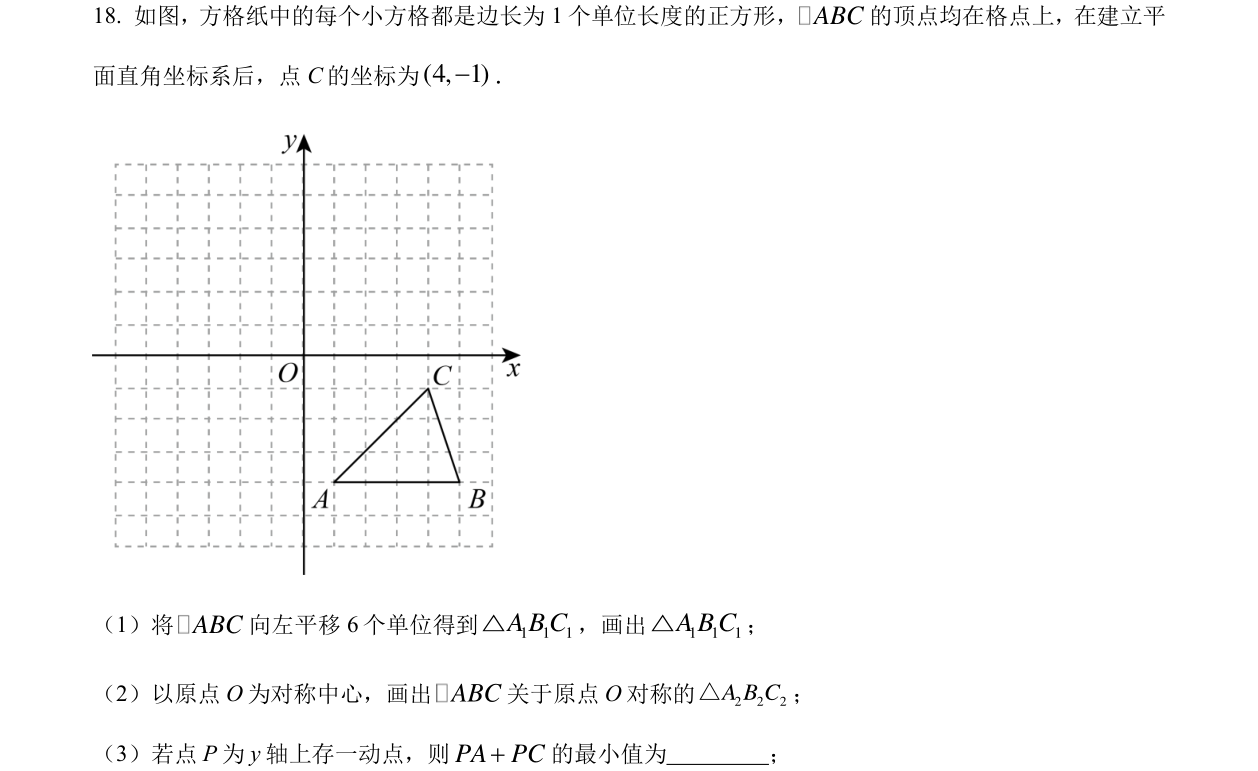 18. 如图，方格纸中的每个小方格都是边长为 1 个单位长度的正方形，□ABC 的顶点均在格点上，在建立平
面直角坐标系后，点 C 的坐标为(4,−1)．
y
O
x
C
A
B
（1）将□ABC 向左平移 6 个单位得到△A₁B₁C₁，画出△A₁B₁C₁；
（2）以原点 O 为对称中心，画出□ABC 关于原点 O 对称的△A₂B₂C₂；
（3）若点 P 为 y 轴上存一动点，则 PA+PC 的最小值为_________；